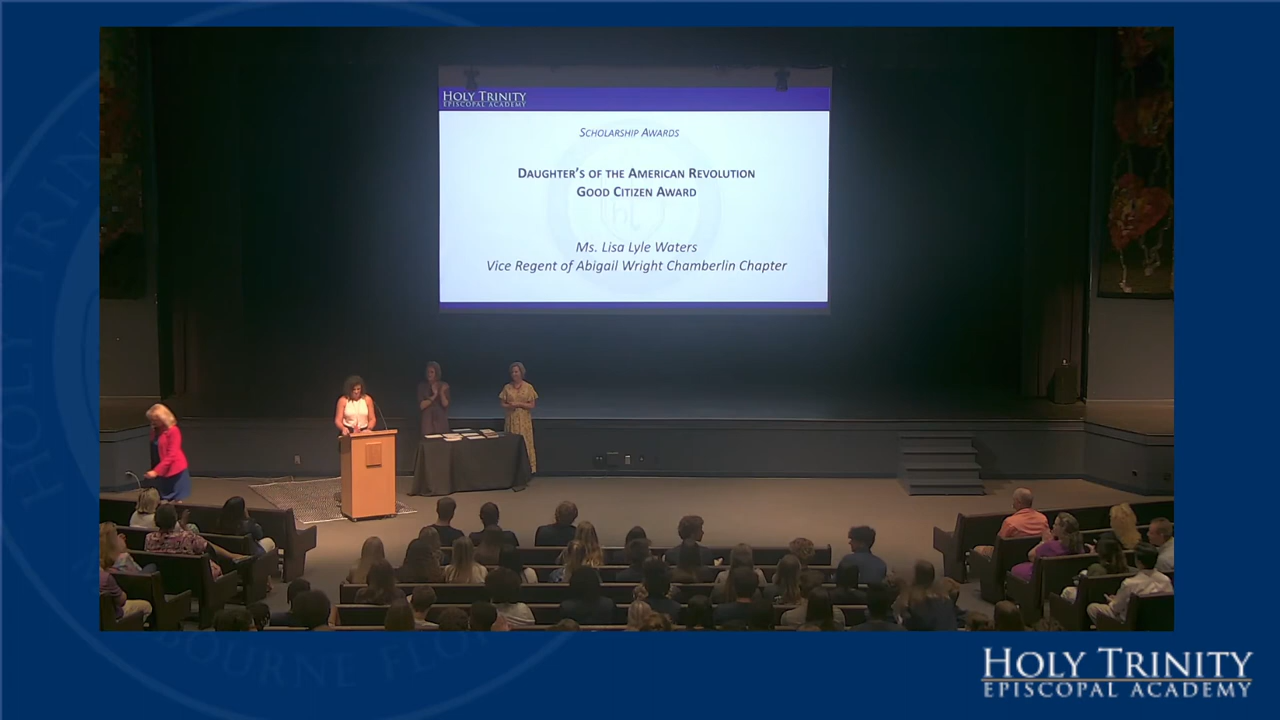 HOLY TRINITY
EPISCOPAL ACADEMY
SCHOLARSHIP AWARDS
DAUGHTER'S OF THE AMERICAN REVOLUTION
GOOD CITIZEN AWARD
Ms. Lisa Lyle Waters
Vice Regent of Abigail Wright Chamberlin Chapter
HOLY TRINITY
EPISCOPAL ACADEMY